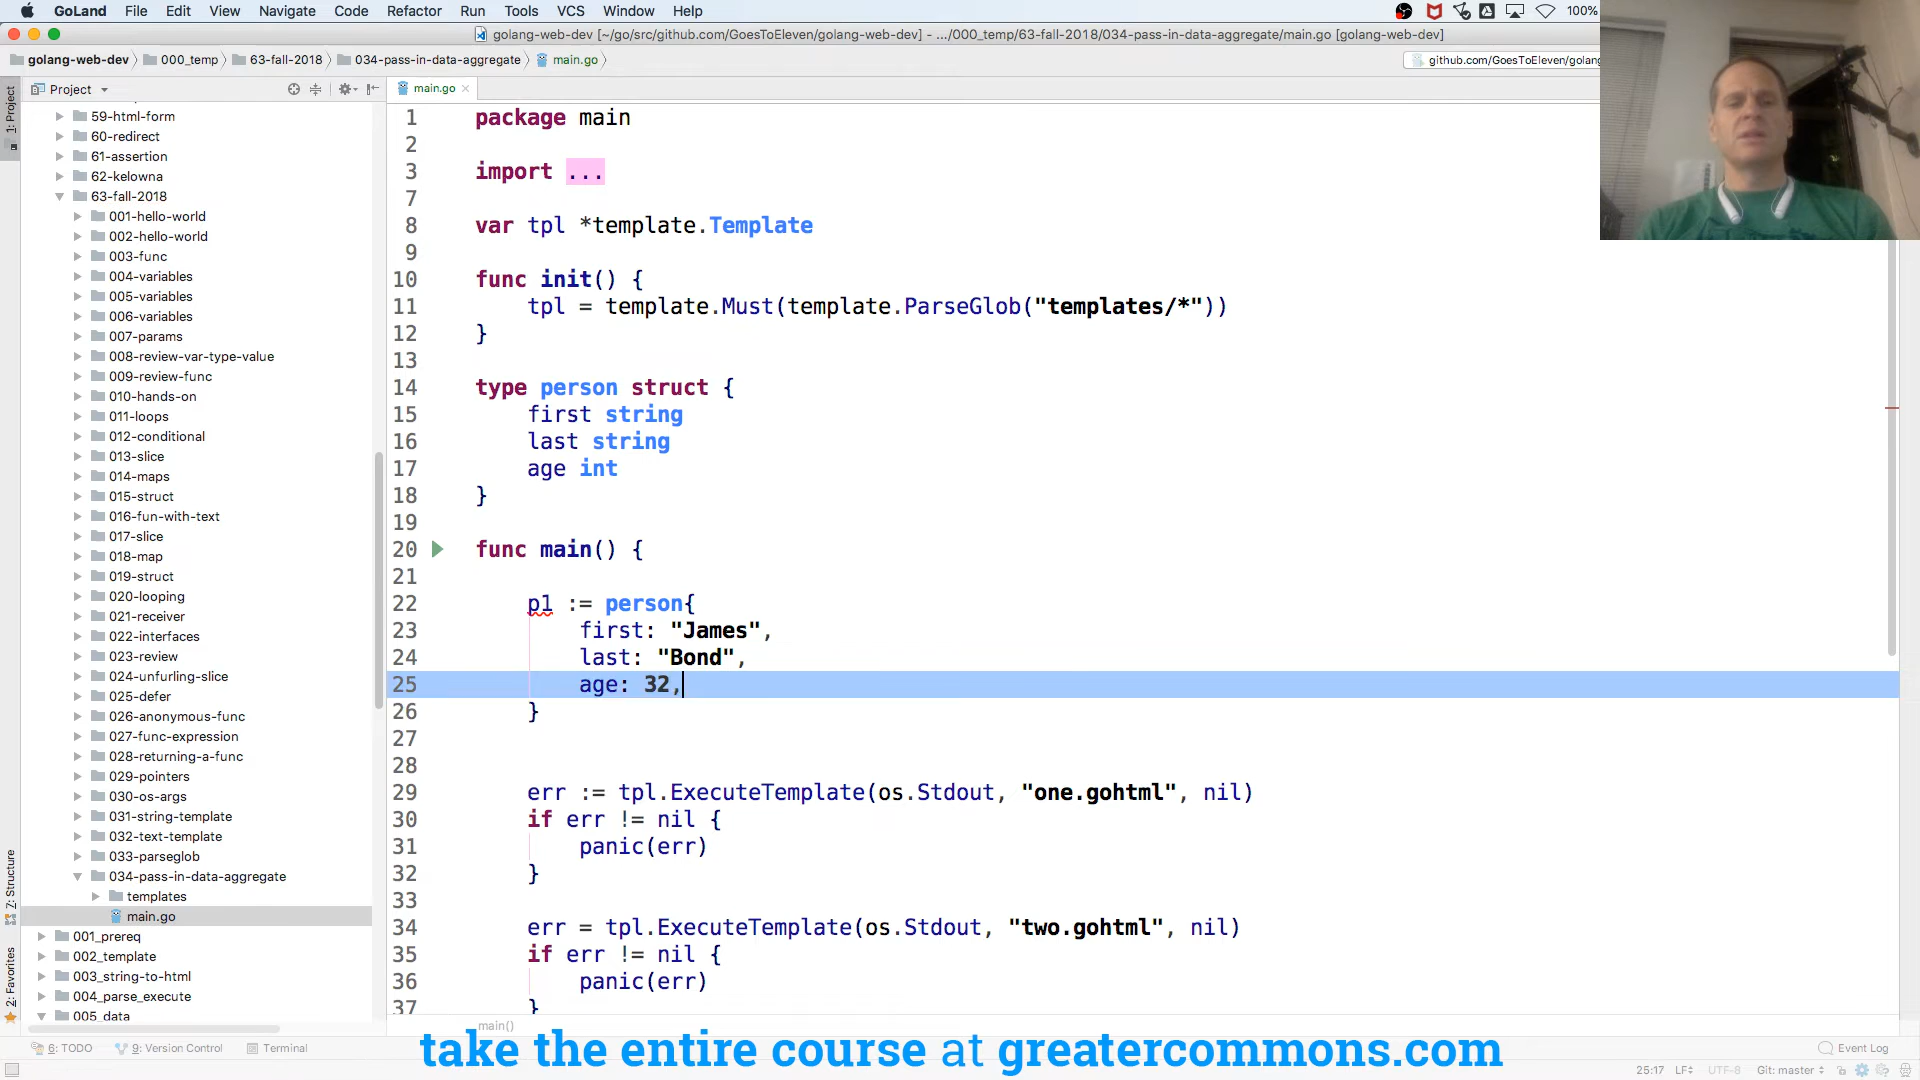 GoLand File Edit View Navigate Code Refactor Run Tools VCS Window Help 100%
golang-web-dev [~/go/src/github.com/GoesToEleven/golang-web-dev] - .../000_temp/63-fall-2018/034-pass-in-data-aggregate/main.go [golang-web-dev]
golang-web-dev 000_temp 63-fall-2018 034-pass-in-data-aggregate main.go github.com/GoesToEleven/golang
1: Project
Project
main.go
59-html-form
60-redirect
61-assertion
62-kelowna
63-fall-2018
001-hello-world
002-hello-world
003-func
004-variables
005-variables
006-variables
007-params
008-review-var-type-value
009-review-func
010-hands-on
011-loops
012-conditional
013-slice
014-maps
015-struct
016-fun-with-text
017-slice
018-map
019-struct
020-looping
021-receiver
022-interfaces
023-review
024-unfurling-slice
025-defer
026-anonymous-func
027-func-expression
028-returning-a-func
029-pointers
030-os-args
031-string-template
032-text-template
033-parseglob
034-pass-in-data-aggregate
templates
main.go
001_prereq
002_template
003_string-to-html
004_parse_execute
005_data
Z: Structure
2: Favorites
1 package main
2
3 import ...
7
8 var tpl *template.Template
9
10 func init() {
11 tpl = template.Must(template.ParseGlob("templates/*"))
12 }
13
14 type person struct {
15 first string
16 last string
17 age int
18 }
19
20 func main() {
21
22 p1 := person{
23 first: "James",
24 last: "Bond",
25 age: 32,
26 }
27
28
29 err := tpl.ExecuteTemplate(os.Stdout, "one.gohtml", nil)
30 if err != nil {
31 panic(err)
32 }
33
34 err = tpl.ExecuteTemplate(os.Stdout, "two.gohtml", nil)
35 if err != nil {
36 panic(err)
37 }
main()
take the entire course at greatercommons.com
6: TODO 9: Version Control Terminal Event Log
25:17 LF UTF-8 Git: master